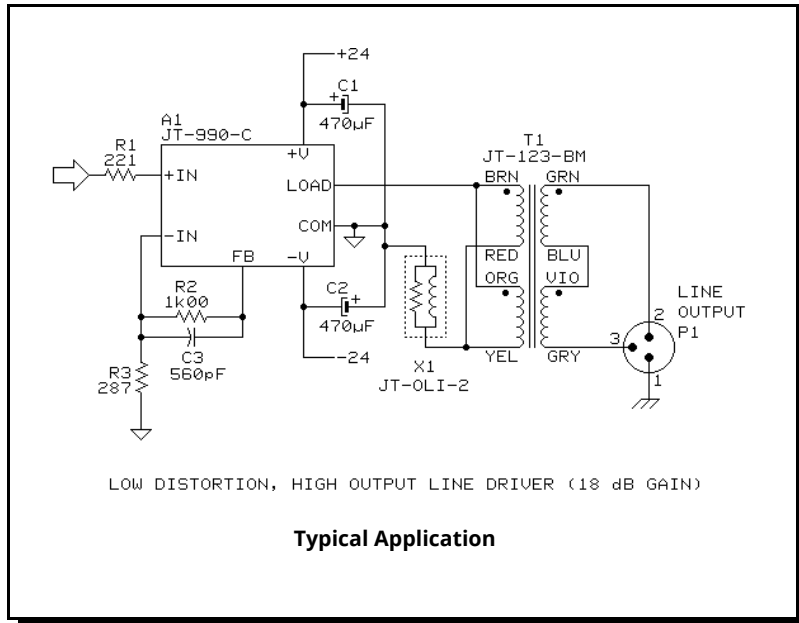 +24
C1
+
470µF
A1
JT-990-C
R1
221
+IN
+V
LOAD
COM
-IN
FB
-V
T1
JT-123-BM
BRN
GRN
RED
BLU
ORG
VIO
YEL
GRY
R2
1k00
C2
+
470µF
C3
560pF
-24
R3
287
X1
JT-OLI-2
LINE
OUTPUT
P1
2
3
1
LOW DISTORTION, HIGH OUTPUT LINE DRIVER (18 dB GAIN)
Typical Application